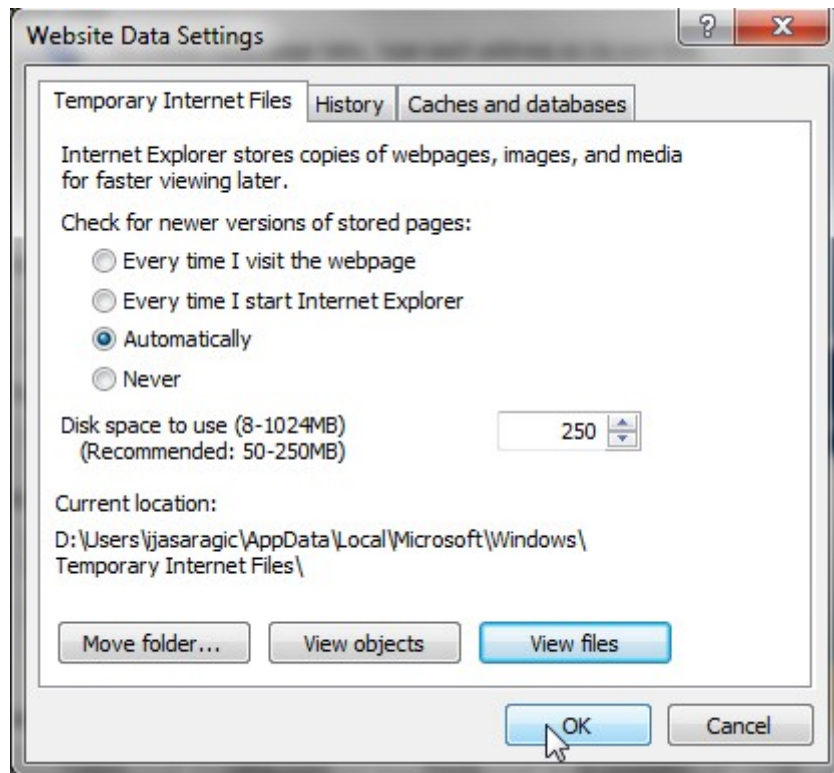 Website Data Settings
Temporary Internet Files
History
Caches and databases
Internet Explorer stores copies of webpages, images, and media
for faster viewing later.
Check for newer versions of stored pages:
Every time I visit the webpage
Every time I start Internet Explorer
Automatically
Never
Disk space to use (8-1024MB)
250
(Recommended: 50-250MB)
Current location:
D:\Users\ijasaragic\AppData\Local\Microsoft\Windows\
Temporary Internet Files\
Move folder...
View objects
View files
OK
Cancel